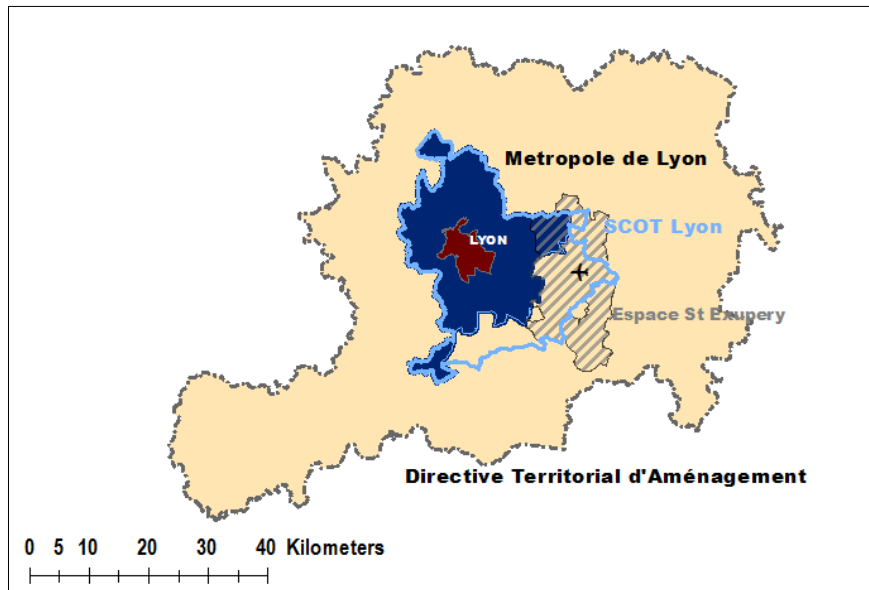 Metropole de Lyon
LYON
SCOT Lyon
Espace St Exupery
Directive Territorial d'Aménagement
0 5 10 20 30 40 Kilometers